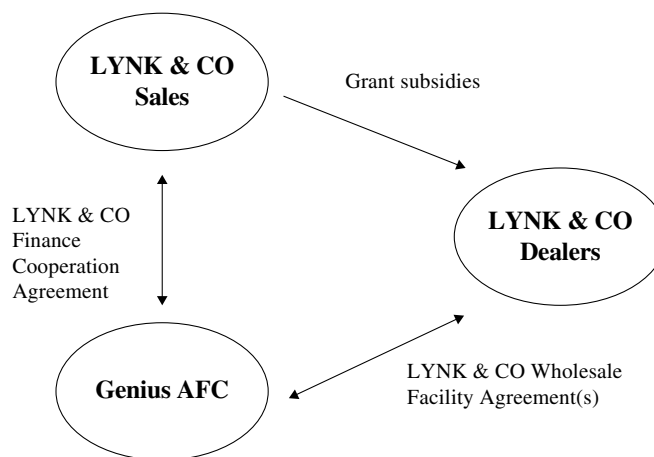 LYNK & CO
Sales
Grant subsidies
LYNK & CO
Finance
Cooperation
Agreement
LYNK & CO
Dealers
Genius AFC
LYNK & CO Wholesale
Facility Agreement(s)